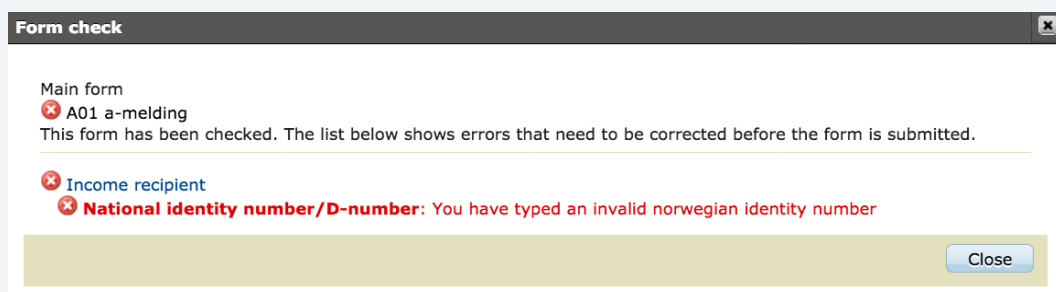 Form check
Main form
A01 a-melding
This form has been checked. The list below shows errors that need to be corrected before the form is submitted.
Income recipient
National identity number/D-number: You have typed an invalid norwegian identity number
Close